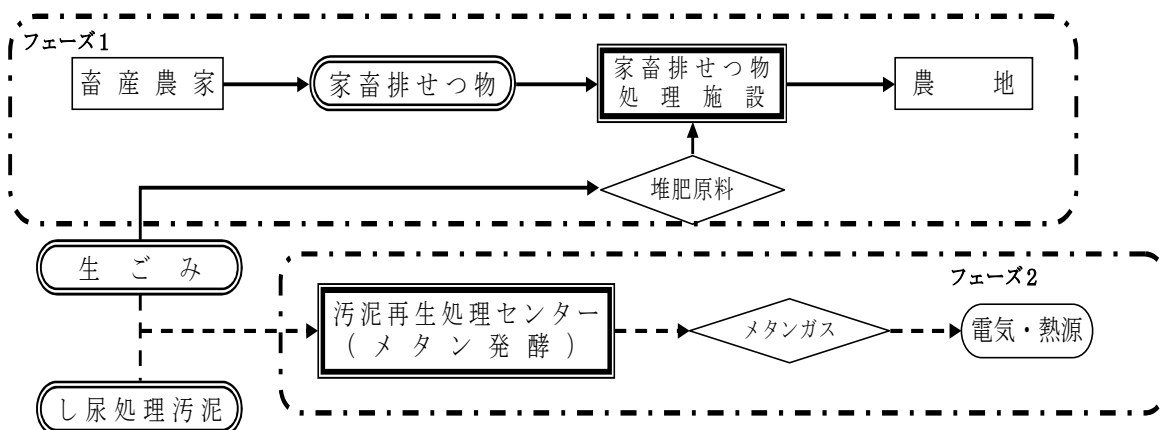 フェーズ1
畜産農家
家畜排せつ物
家畜排せつ物
処理施設
農地
堆肥原料
生ごみ
フェーズ2
汚泥再生処理センター
(メタン発酵)
メタンガス
電気・熱源
し尿処理汚泥